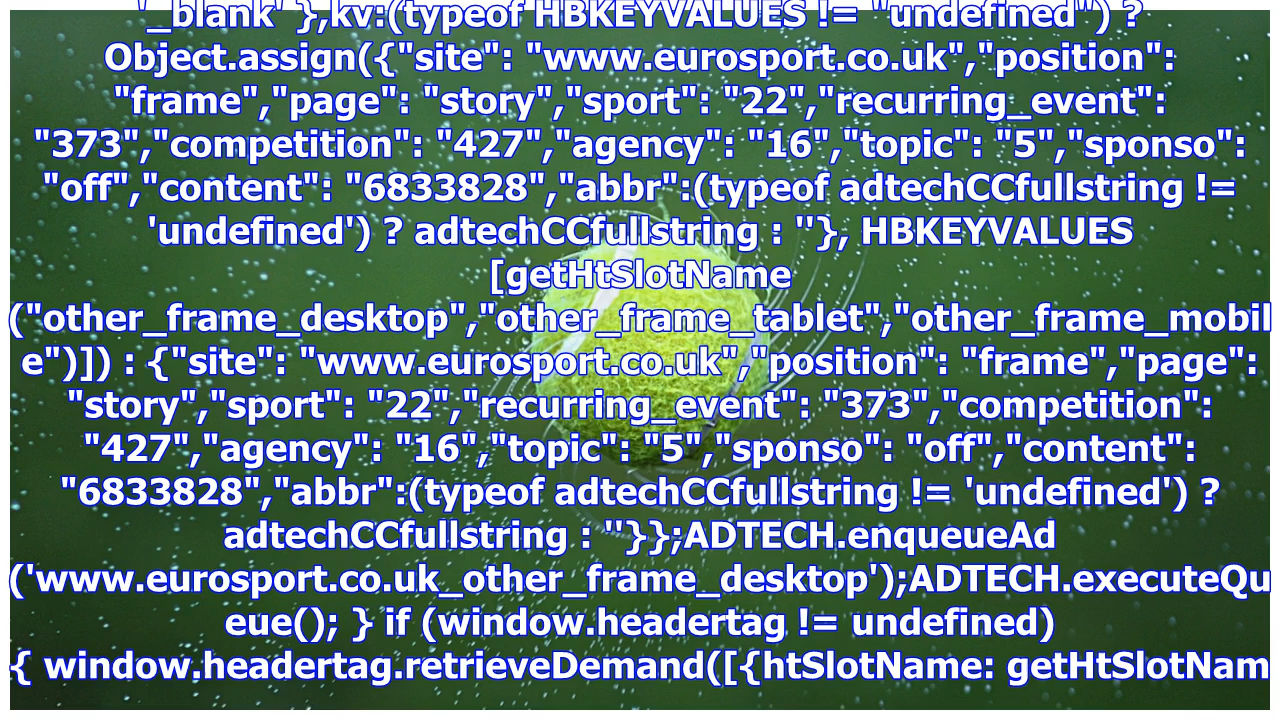 '_blank' },kv:(typeof HBKEYVALUES != "undefined") ?
Object.assign({"site": "www.eurosport.co.uk","position":
"frame","page": "story","sport": "22","recurring_event":
"373","competition": "427","agency": "16","topic": "5","sponso":
"off","content": "6833828","abbr":(typeof adtechCCfullstring !=
'undefined') ? adtechCCfullstring : ''}, HBKEYVALUES
[getHtSlotName
("other_frame_desktop","other_frame_tablet","other_frame_mobil
e")]) : {"site": "www.eurosport.co.uk","position": "frame","page":
"story","sport": "22","recurring_event": "373","competition":
"427","agency": "16","topic": "5","sponso": "off","content":
"6833828","abbr":(typeof adtechCCfullstring != 'undefined') ?
adtechCCfullstring : ''}};ADTECH.enqueueAd
('www.eurosport.co.uk_other_frame_desktop');ADTECH.executeQu
eue(); } if (window.headertag != undefined)
{ window.headertag.retrieveDemand([{htSlotName: getHtSlotNam